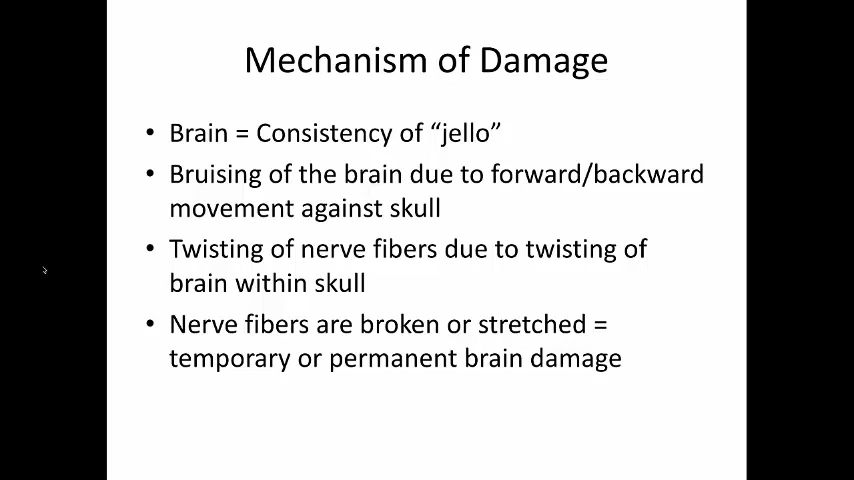 Mechanism of Damage
• Brain = Consistency of “jello”
• Bruising of the brain due to forward/backward
movement against skull
• Twisting of nerve fibers due to twisting of
brain within skull
• Nerve fibers are broken or stretched =
temporary or permanent brain damage